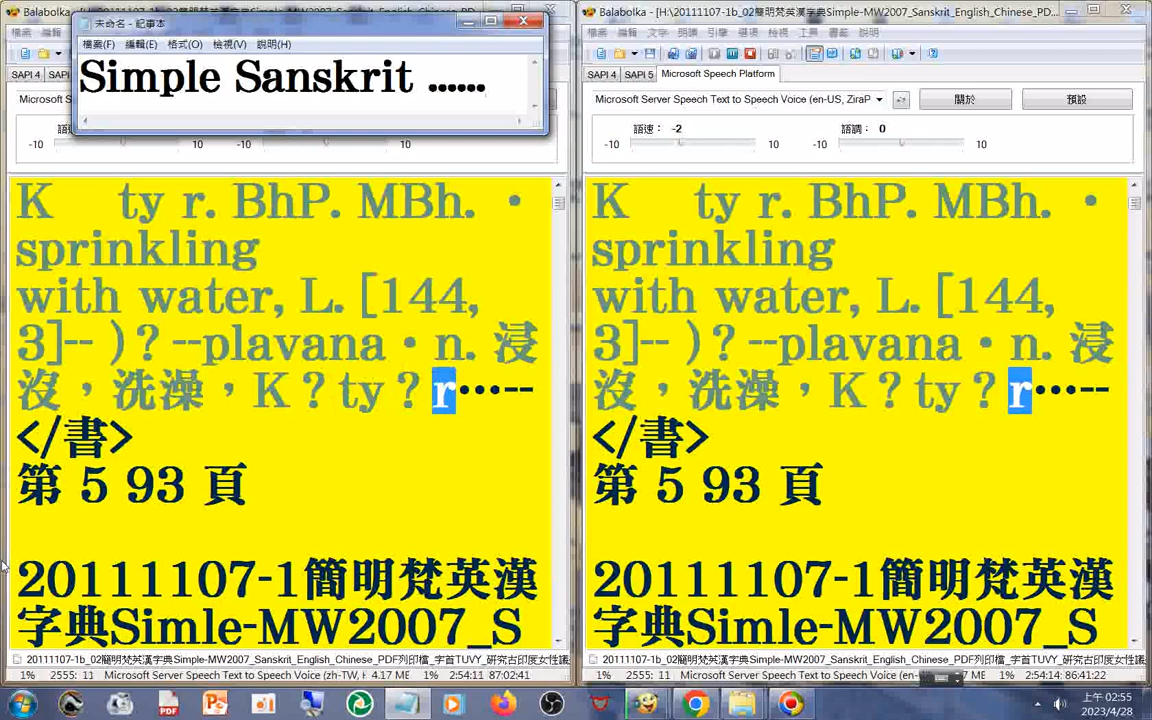 Balabolka - [H:\20111107-1b_02簡明梵英漢字典Simple-MW2007_Sanskrit_English_Chinese_PD...
未命名 - 記事本
檔案(F) 編輯(E) 格式(O) 檢視(V) 說明(H)
Simple Sanskrit ......
檔案 編輯
SAPI 4 SAPI
Microsoft S
-10 10 -10 10
K ty r. BhP. MBh. •
sprinkling
with water, L. [144,
3]-- )? --plavana • n. 浸
沒，洗澡，K？ty？r•••--
</書>
第 5 93 頁
20111107-1簡明梵英漢
字典Simle-MW2007_S
20111107-1b_02簡明梵英漢字典Simple-MW2007_Sanskrit_English_Chinese_PDF列印檔_字首TUVY_研究古印度女性議
1% 2555: 11 Microsoft Server Speech Text to Speech Voice (zh-TW, H 4.17 ME 1% 2:54:11 87:02:41
Balabolka - [H:\20111107-1b_02簡明梵英漢字典Simple-MW2007_Sanskrit_English_Chinese_PD...
檔案 編輯 文字 朗讀 引擎 選項 檢視 工具 書籤 說明
SAPI 4 SAPI 5 Microsoft Speech Platform
Microsoft Server Speech Text to Speech Voice (en-US, ZiraP 關於 預設
語速： -2 語調： 0
-10 10 -10 10
K ty r. BhP. MBh. •
sprinkling
with water, L. [144,
3]-- )? --plavana • n. 浸
沒，洗澡，K？ty？r•••--
</書>
第 5 93 頁
20111107-1簡明梵英漢
字典Simle-MW2007_S
20111107-1b_02簡明梵英漢字典Simple-MW2007_Sanskrit_English_Chinese_PDF列印檔_字首TUVY_研究古印度女性議
1% 2555: 11 Microsoft Server Speech Text to Speech Voice (en-US, 1% 2:54:14 86:41:22
上午 02:55
2023/4/28